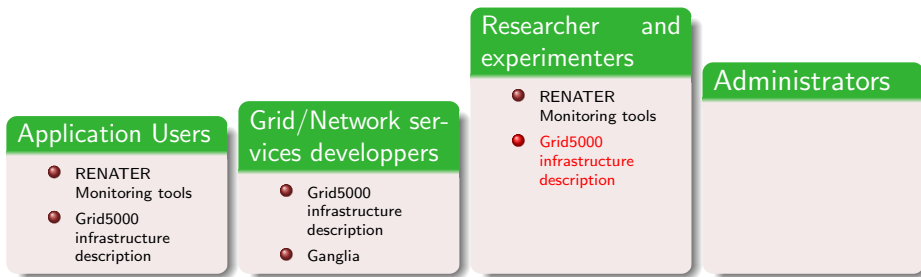 Application Users
RENATER
Monitoring tools
Grid5000
infrastructure
description
Grid/Network ser-
vices developpers
Grid5000
infrastructure
description
Ganglia
Researcher and
experimenters
RENATER
Monitoring tools
Grid5000
infrastructure
description
Administrators